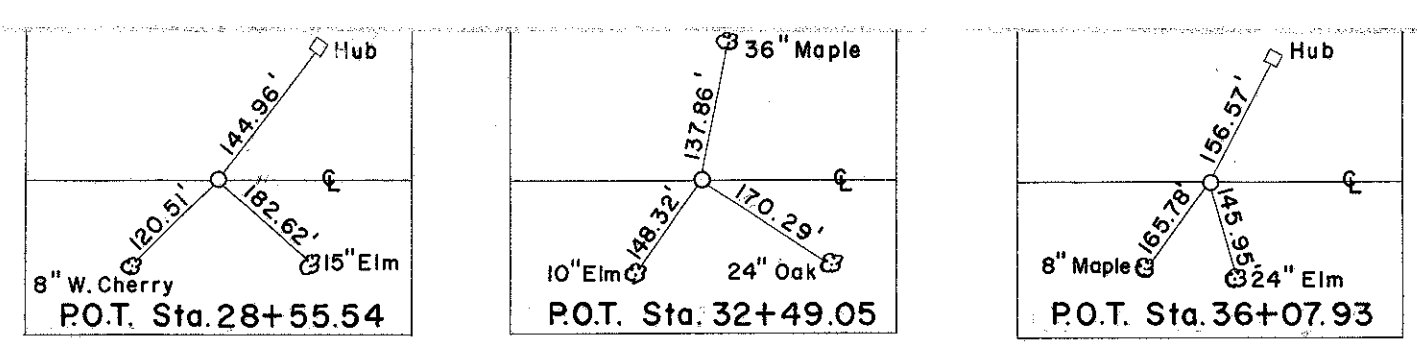 Hub
144.96'
℄
120.51'
182.62'
15" Elm
8" W. Cherry
P.O.T. Sta. 28+55.54
36" Maple
137.86'
℄
148.32'
170.29'
10" Elm
24" Oak
P.O.T. Sta. 32+49.05
Hub
156.57'
℄
165.78'
145.95'
8" Maple
24" Elm
P.O.T. Sta. 36+07.93